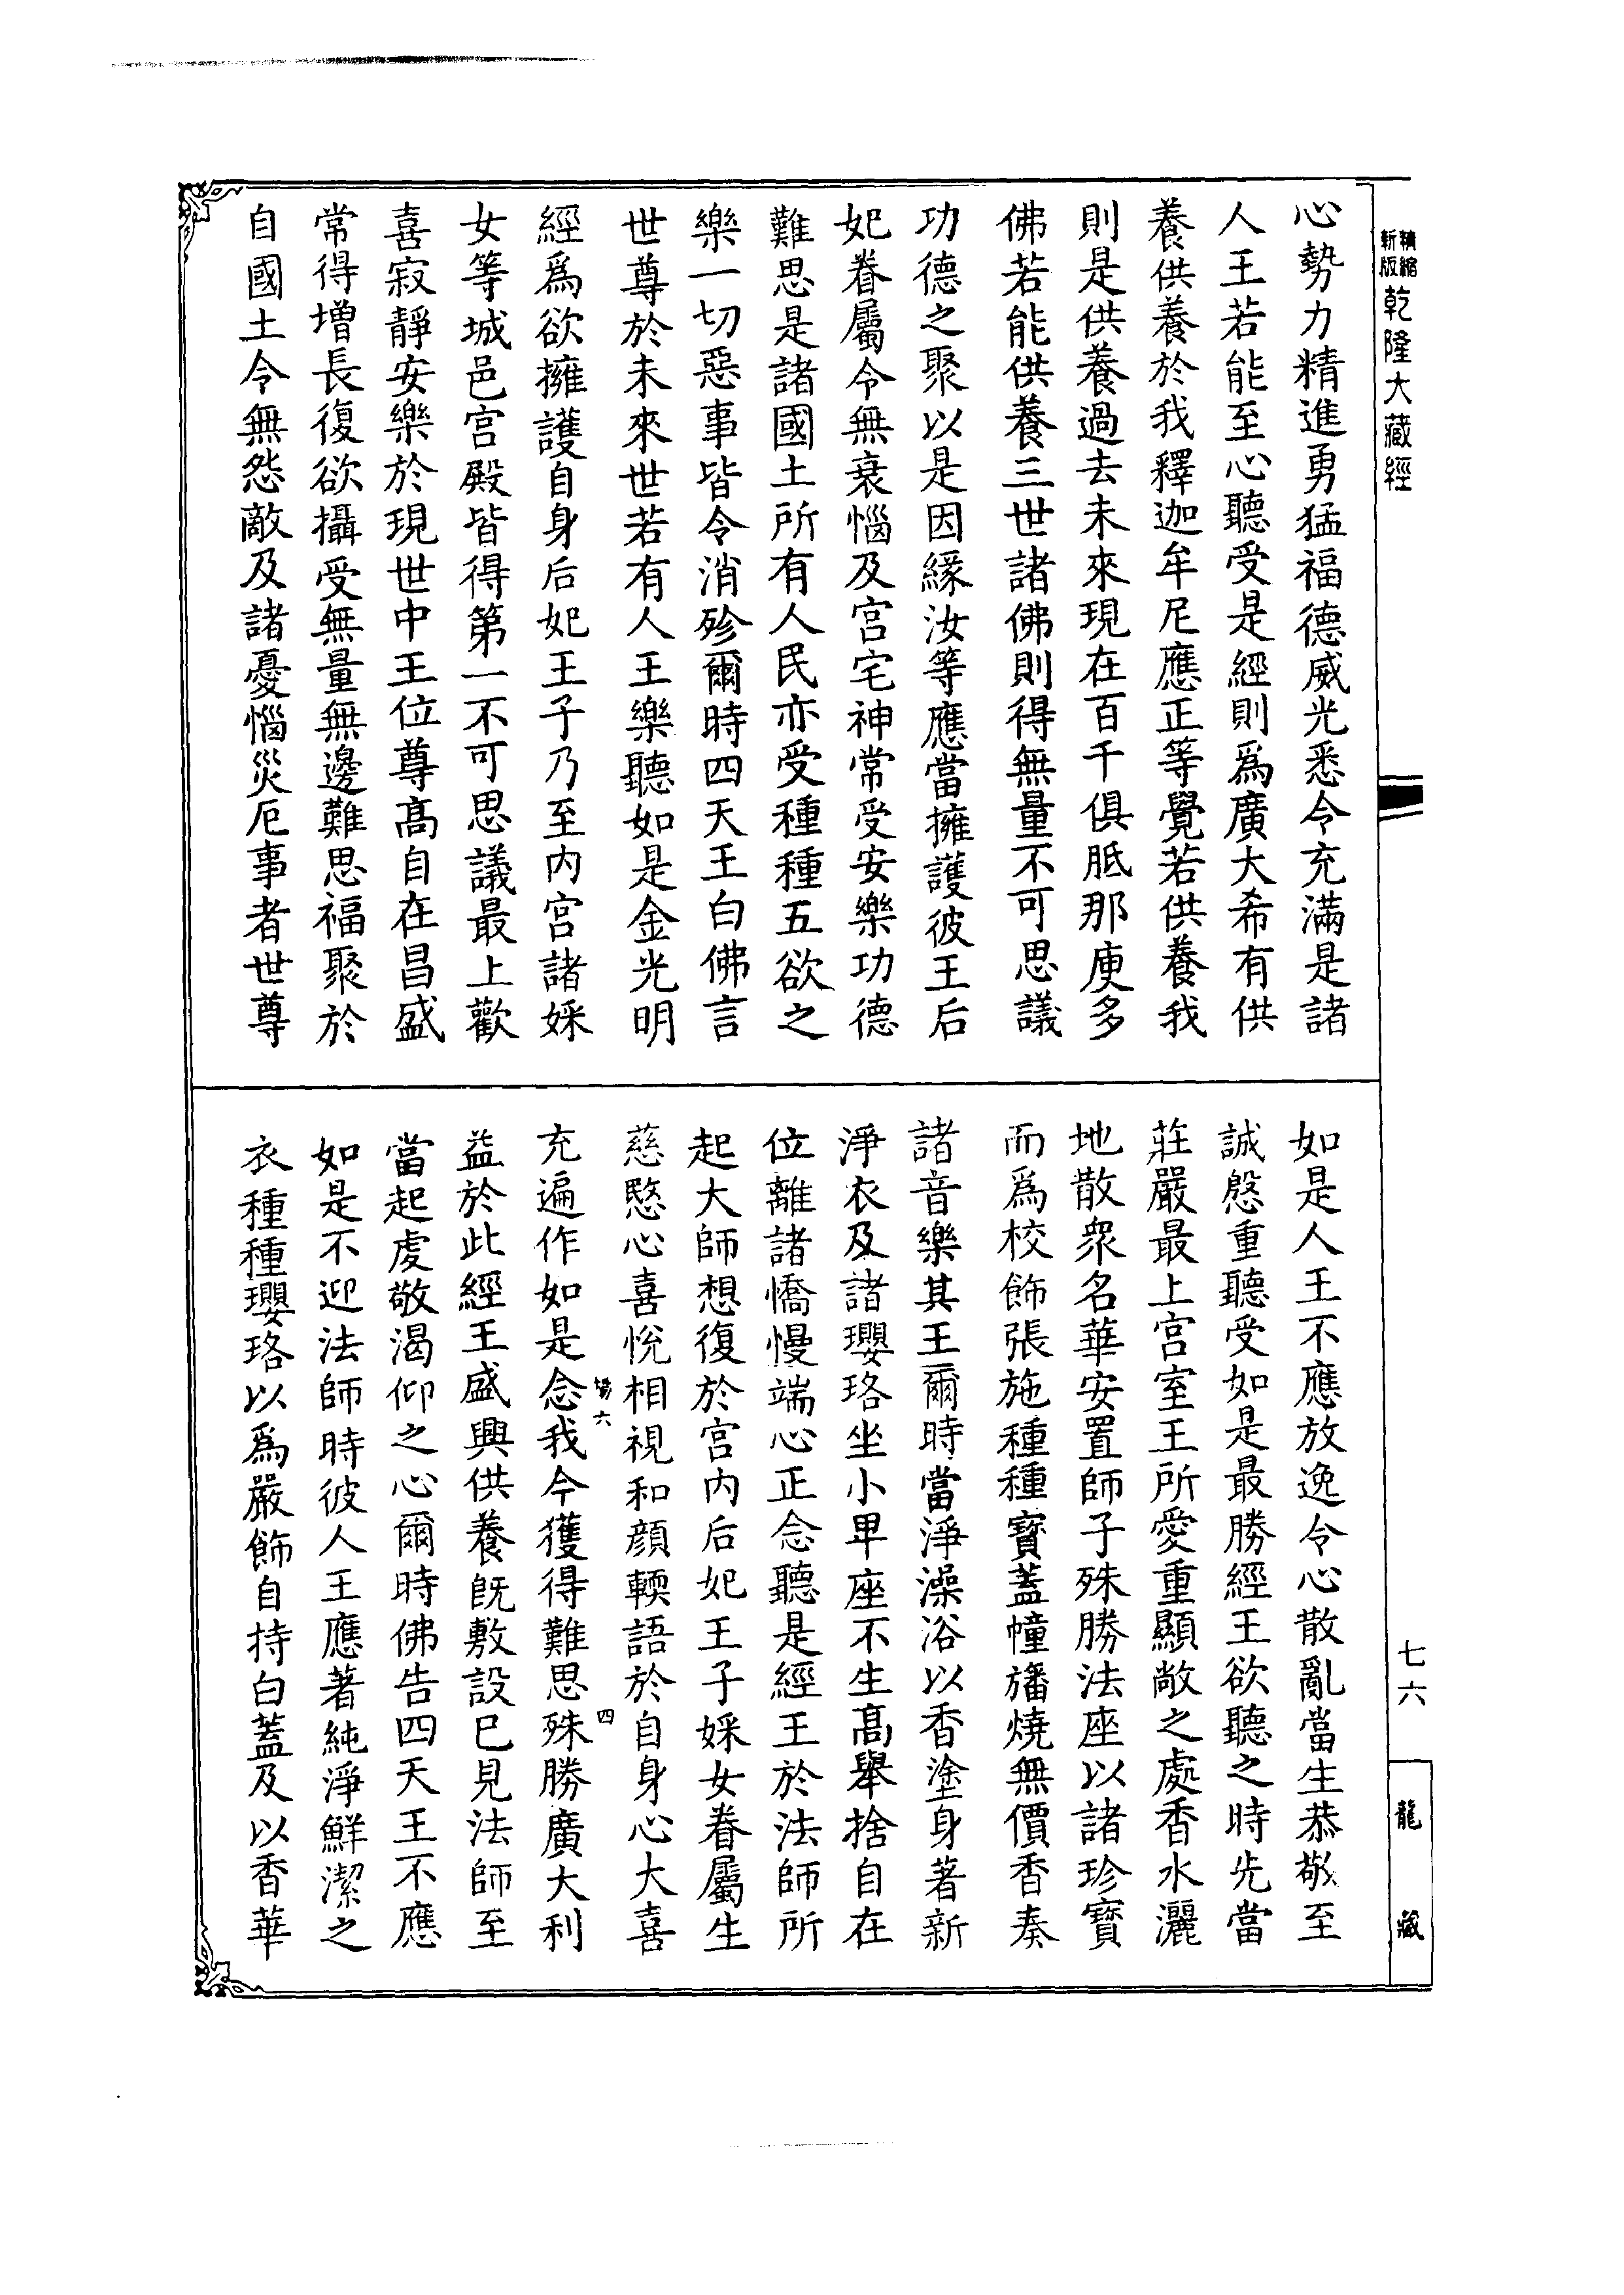 精縮新版乾隆大藏經
心勢力精進勇猛福德威光悉令充滿是諸
人王若能至心聽受是經則爲廣大希有供
養供養於我釋迦牟尼應正等覺若供養我
則是供養過去未來現在百千俱胝那庾多
佛若能供養三世諸佛則得無量不可思議
功德之聚以是因緣汝等應當擁護彼王后
妃眷屬令無衰惱及宮宅神常受安樂功德
難思是諸國土所有人民亦受種種五欲之
樂一切惡事皆令消殄爾時四天王白佛言
世尊於未來世若有人王樂聽如是金光明
經爲欲擁護自身后妃王子乃至內宮諸婇
女等城邑宮殿皆得第一不可思議最上歡
喜寂靜安樂於現世中王位尊高自在昌盛
常得增長復欲攝受無量無邊難思福聚於
自國土令無怨敵及諸憂惱災厄事者世尊
如是人王不應放逸令心散亂當生恭敬至
誠慇重聽受如是最勝經王欲聽之時先當
莊嚴最上宮室王所愛重顯敞之處香水灑
地散衆名華安置師子殊勝法座以諸珍寶
而爲校飾張施種種寶蓋幢旛燒無價香奏
諸音樂其王爾時當淨澡浴以香塗身著新
淨衣及諸瓔珞坐小卑座不生高舉捨自在
位離諸憍慢端心正念聽是經王於法師所
起大師想復於宮内后妃王子婇女眷屬生
慈愍心喜悅相視和顏輭語於自身心大喜
充遍作如是念我今獲得難思殊勝廣大利
益於此經王盛興供養旣敷設已見法師至
當起虔敬渴仰之心爾時佛告四天王不應
如是不迎法師時彼人王應著純淨鮮潔之
衣種種瓔珞以爲嚴飾自持白蓋及以香華
六
四
七六
龍藏